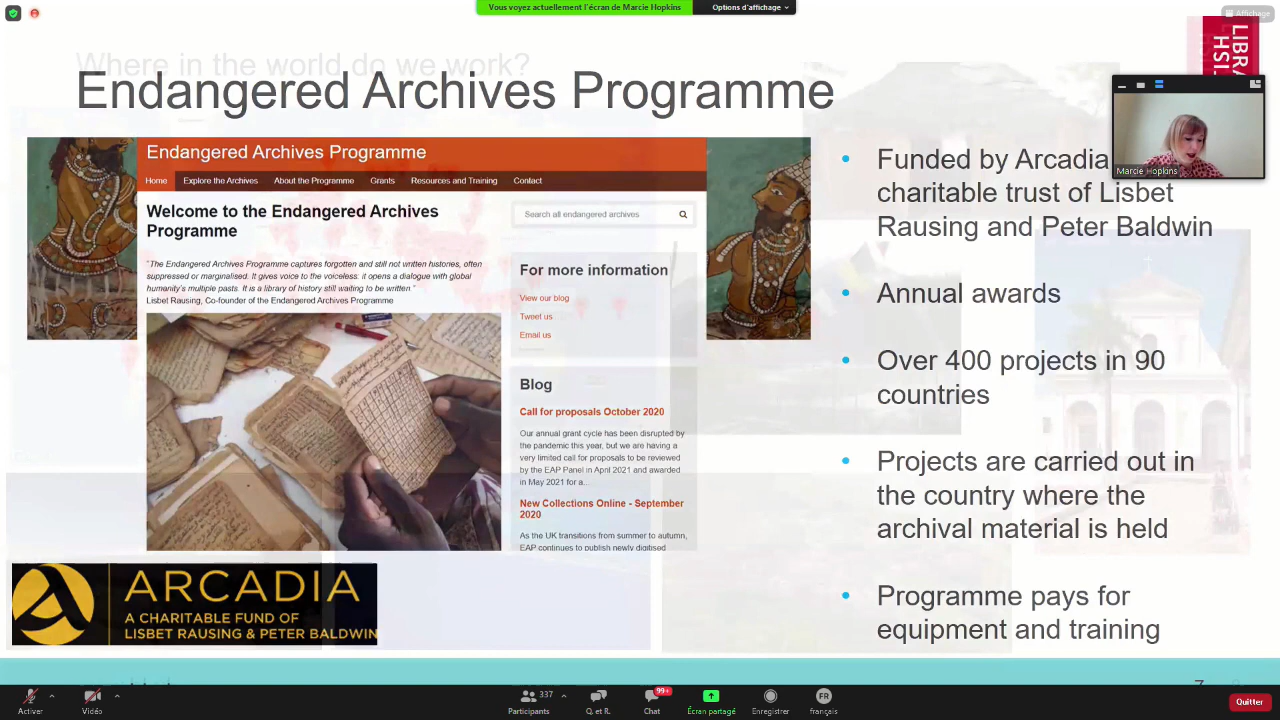 Vous voyez actuellement l'écran de Marcie Hopkins
Options d'affichage
Affichage
Where in the world do we work?
Endangered Archives Programme
Marcie Hopkins
Endangered Archives Programme
Home
Explore the Archives
About the Programme
Grants
Resources and Training
Contact
Welcome to the Endangered Archives
Programme
"The Endangered Archives Programme captures forgotten and still not written histories, often
suppressed or marginalised. It gives voice to the voiceless: it opens a dialogue with global
humanity's multiple pasts. It is a library of history still waiting to be written "
Lisbet Rausing, Co-founder of the Endangered Archives Programme
Search all endangered archives
For more information
View our blog
Tweet us
Email us
Blog
Call for proposals October 2020
Our annual grant cycle has been disrupted by
the pandemic this year, but we are having a
very limited call for proposals to be reviewed
by the EAP Panel in April 2021 and awarded
in May 2021 for a...
New Collections Online - September
2020
As the UK transitions from summer to autumn,
EAP continues to publish newly digitised
• Funded by Arcadia
charitable trust of Lisbet
Rausing and Peter Baldwin
• Annual awards
• Over 400 projects in 90
countries
• Projects are carried out in
the country where the
archival material is held
• Programme pays for
equipment and training
ARCADIA
A CHARITABLE FUND OF
LISBET RAUSING & PETER BALDWIN
Activer
Vidéo
337
Participants
Q. et R.
99+
Chat
Écran partagé
Enregistrer
FR
français
Quitter